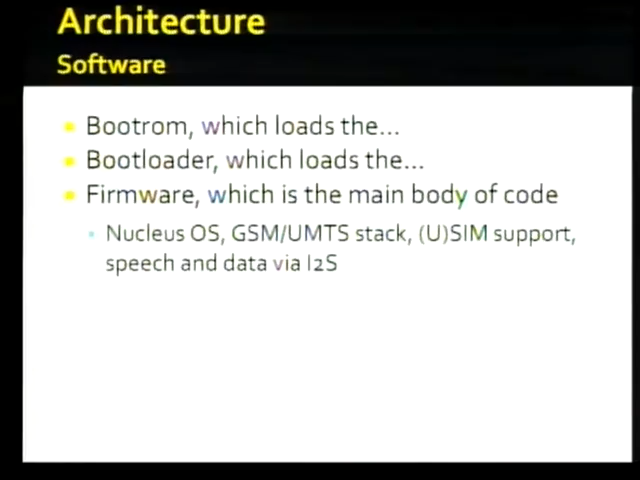 Architecture
Software
Bootrom, which loads the...
Bootloader, which loads the...
Firmware, which is the main body of code
Nucleus OS, GSM/UMTS stack, (U)SIM support,
speech and data via I2S